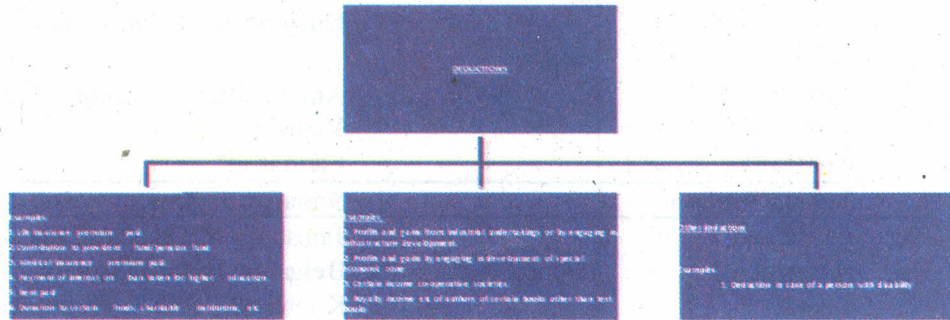 DEDUCTIONS
Examples
1. Life insurance premium paid.
2. Contribution to provident fund/pension fund
3. Medical insurance premium paid.
4. Payment of interest on loan taken for higher education.
5. Rent paid
6. Donation to certain funds, charitable institutions, etc.
Examples
1. Profits and gains from industrial undertakings or by engaging in
infrastructure development.
2. Profits and gains by engaging in development of special
economic zone
3. Certain income co-operative societies.
4. Royalty income etc of authors of certain books other than text
books
Other deductions
Examples
1. Deduction in case of a person with disability